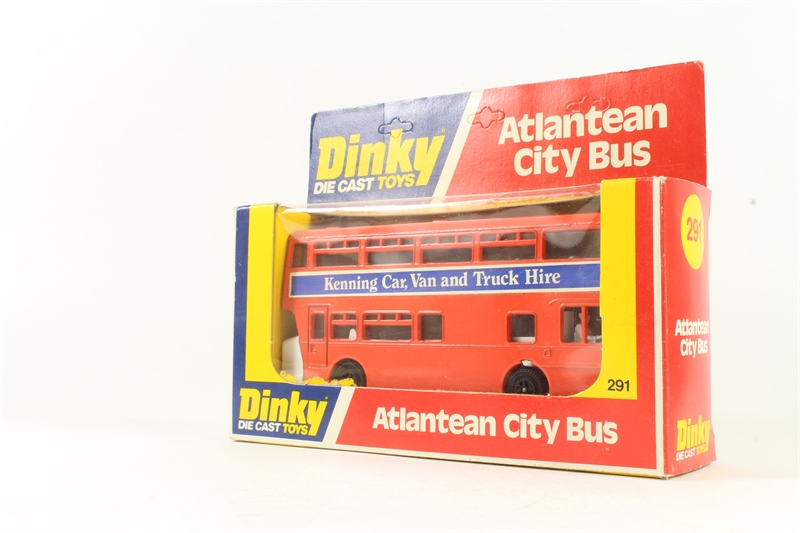 Dinky
DIE CAST TOYS
Atlantean
City Bus
291
Kenning Car, Van and Truck Hire
Atlantean
City Bus
291
Dinky
DIE CAST TOYS
Atlantean City Bus
Dinky
DIE CAST TOYS